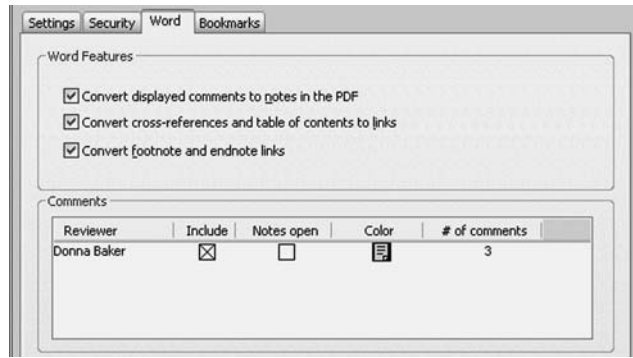 Settings Security Word Bookmarks
Word Features
Convert displayed comments to notes in the PDF
Convert cross-references and table of contents to links
Convert footnote and endnote links
Comments
Reviewer Include Notes open Color # of comments
Donna Baker 3